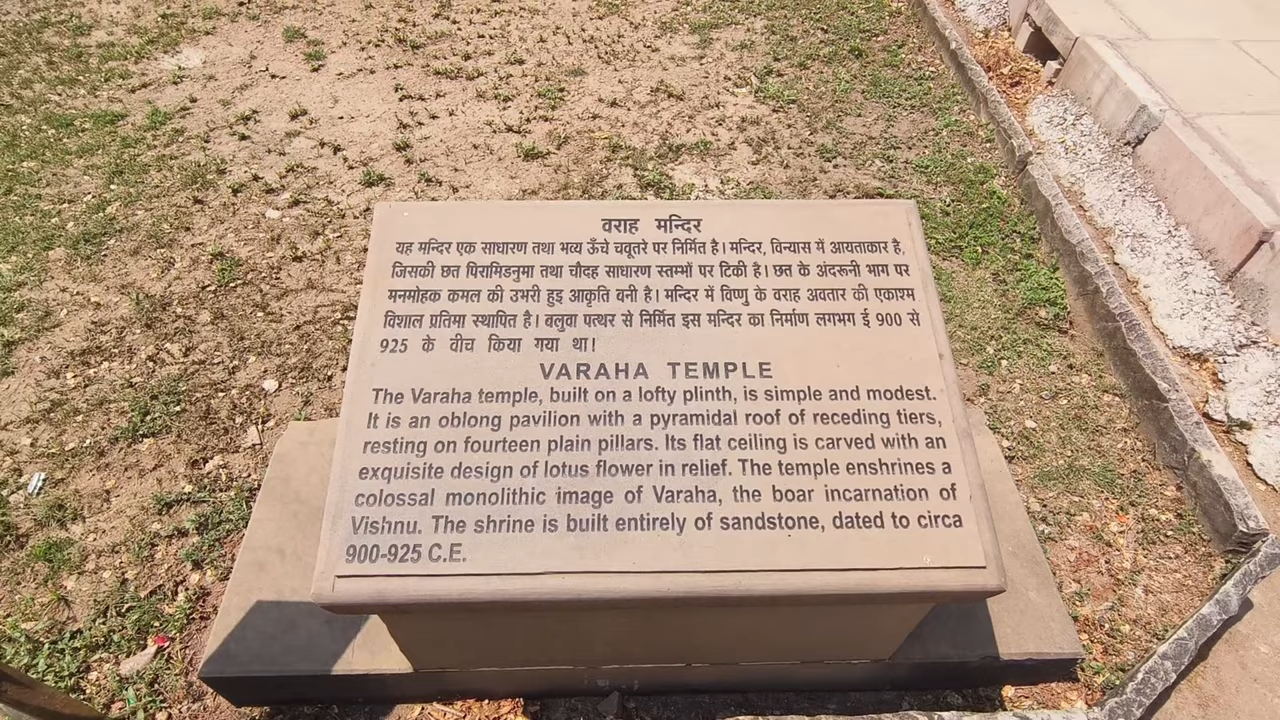 वराह मन्दिर
यह मन्दिर एक साधारण तथा भव्य ऊँचे चबूतरे पर निर्मित है। मन्दिर, विन्यास में आयताकार है,
जिसकी छत पिरामिडनुमा तथा चौदह साधारण स्तम्भों पर टिकी है। छत के अंदरूनी भाग पर
मनमोहक कमल की उभरी हुइ आकृति बनी है। मन्दिर में विष्णु के वराह अवतार की एकाश्म
विशाल प्रतिमा स्थापित है। बलुवा पत्थर से निर्मित इस मन्दिर का निर्माण लगभग ई 900 से
925 के बीच किया गया था।
VARAHA TEMPLE
The Varaha temple, built on a lofty plinth, is simple and modest.
It is an oblong pavilion with a pyramidal roof of receding tiers,
resting on fourteen plain pillars. Its flat ceiling is carved with an
exquisite design of lotus flower in relief. The temple enshrines a
colossal monolithic image of Varaha, the boar incarnation of
Vishnu. The shrine is built entirely of sandstone, dated to circa
900-925 C.E.